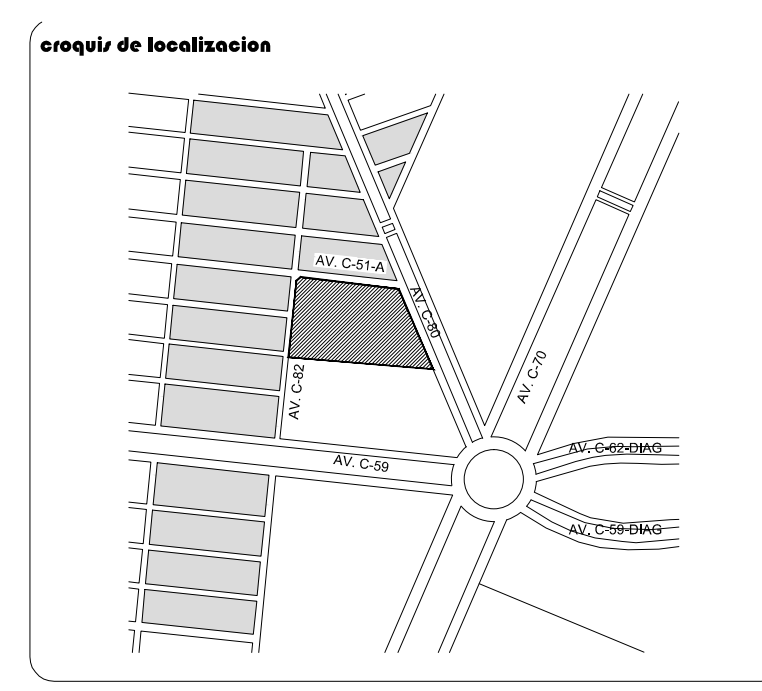 croquis de localizacion
AV. C-51-A
AV. C-80
AV. C-70
AV. C-82
AV. C-59
AV. C-62-DIAG
AV. C-59-DIAG